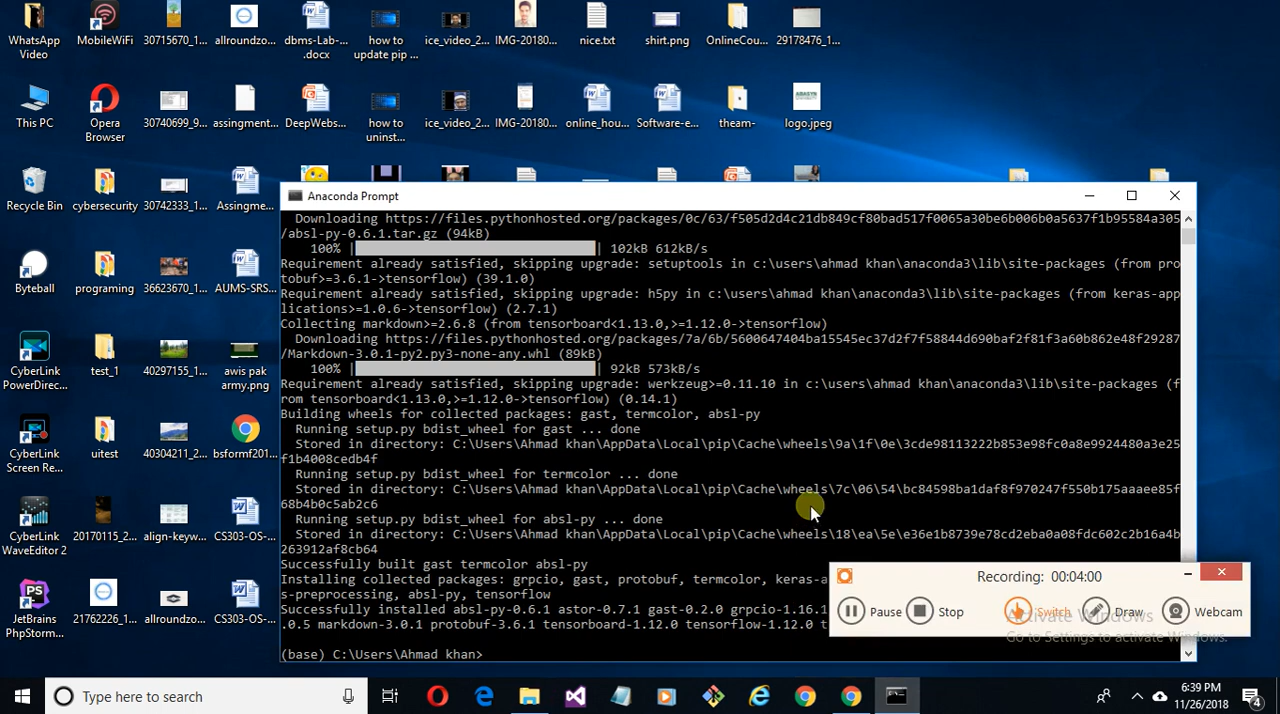 WhatsApp
Video
MobileWiFi
30715670_1...
allroundzo...
dbms-Lab-...
.docx
how to
update pip ...
ice_video_2...
IMG-20180...
nice.txt
shirt.png
OnlineCou...
29178476_1...
This PC
Opera
Browser
30740699_9...
assingment...
DeepWebs...
how to
uninst...
ice_video_2...
IMG-20180...
online_hou...
Software-e...
theam-
logo.jpeg
Recycle Bin
cybersecurity
30742333_1...
Assingme...
Byteball
programing
36623670_1...
AUMS-SRS...
CyberLink
PowerDirec...
test_1
40297155_1...
awis pak
army.png
CyberLink
Screen Re...
uitest
40304211_2...
bsformf201...
CyberLink
WaveEditor 2
20170115_2...
align-keyw...
CS303-OS-...
JetBrains
PhpStorm...
21762226_1...
allroundzo...
CS303-OS-...
Anaconda Prompt
Downloading https://files.pythonhosted.org/packages/0c/63/f505d2d4c21db849cf80bad517f0065a30be6b006b0a5637f1b95584a305
/absl-py-0.6.1.tar.gz (94kB)
100% | | 102kB 612kB/s
Requirement already satisfied, skipping upgrade: setuptools in c:\users\ahmad khan\anaconda3\lib\site-packages (from pro
tobuf>=3.6.1->tensorflow) (39.1.0)
Requirement already satisfied, skipping upgrade: h5py in c:\users\ahmad khan\anaconda3\lib\site-packages (from keras-app
lications>=1.0.6->tensorflow) (2.7.1)
Collecting markdown>=2.6.8 (from tensorboard<1.13.0,>=1.12.0->tensorflow)
Downloading https://files.pythonhosted.org/packages/7a/6b/5600647404ba15545ec37d2f7f58844d690baf2f81f3a60b862e48f29287
/Markdown-3.0.1-py2.py3-none-any.whl (89kB)
100% | | 92kB 573kB/s
Requirement already satisfied, skipping upgrade: werkzeug>=0.11.10 in c:\users\ahmad khan\anaconda3\lib\site-packages (f
rom tensorboard<1.13.0,>=1.12.0->tensorflow) (0.14.1)
Building wheels for collected packages: gast, termcolor, absl-py
Running setup.py bdist_wheel for gast ... done
Stored in directory: C:\Users\Ahmad khan\AppData\Local\pip\Cache\wheels\9a\1f\0e\3cde98113222b853e98fc0a8e9924480a3e25
f1b4008cedb4f
Running setup.py bdist_wheel for termcolor ... done
Stored in directory: C:\Users\Ahmad khan\AppData\Local\pip\Cache\wheels\7c\06\54\bc84598ba1daf8f970247f550b175aaaee85f
68b4b0c5ab2c6
Running setup.py bdist_wheel for absl-py ... done
Stored in directory: C:\Users\Ahmad khan\AppData\Local\pip\Cache\wheels\18\ea\5e\e36e1b8739e78cd2eba0a08fdc602c2b16a4b
263912af8cb64
Successfully built gast termcolor absl-py
Installing collected packages: grpcio, gast, protobuf, termcolor, keras-a
s-preprocessing, absl-py, tensorflow
Successfully installed absl-py-0.6.1 astor-0.7.1 gast-0.2.0 grpcio-1.16.1
.0.5 markdown-3.0.1 protobuf-3.6.1 tensorboard-1.12.0 tensorflow-1.12.0 t
(base) C:\Users\Ahmad khan>
Recording: 00:04:00
Pause
Stop
Switch
Draw
Webcam
Activate Windows
Go to Settings to activate Windows.
Type here to search
6:39 PM
11/26/2018
4